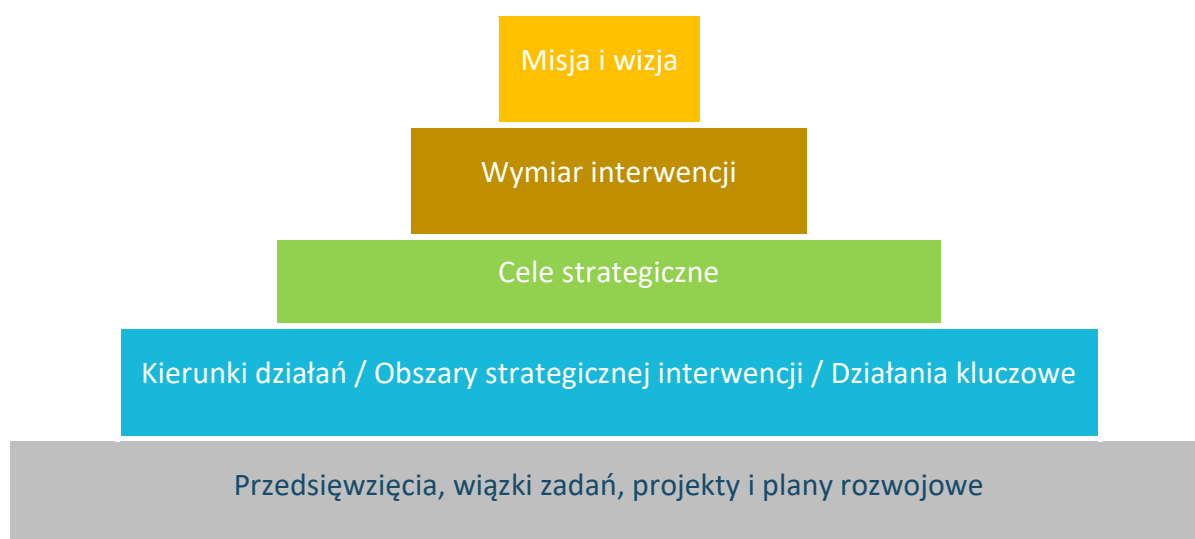 Misja i wizja
Wymiar interwencji
Cele strategiczne
Kierunki działań / Obszary strategicznej interwencji / Działania kluczowe
Przedsięwzięcia, wiązki zadań, projekty i plany rozwojowe